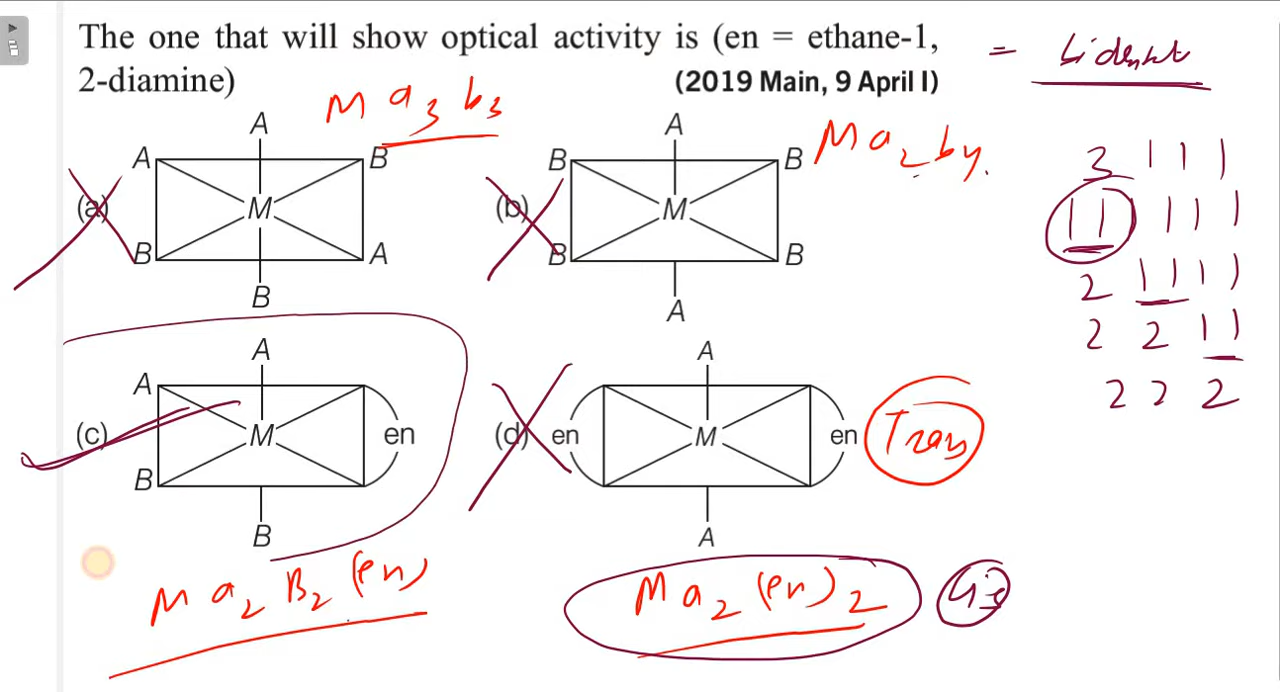 The one that will show optical activity is (en = ethane-1,
2-diamine) (2019 Main, 9 April I)
= bident
M a3 b3
M a2 b4
3 1 1 1
1 1 1 1 1
2 1 1 1 1
2 2 1 1
2 2 2
A
A B
(a) M
B A
B
A
B B
(b) M
B B
A
A
A
(c) M en
B
B
A
(d) en M en
A
Trans
M a2 B2 (en)
M a2 (en)2
Cis